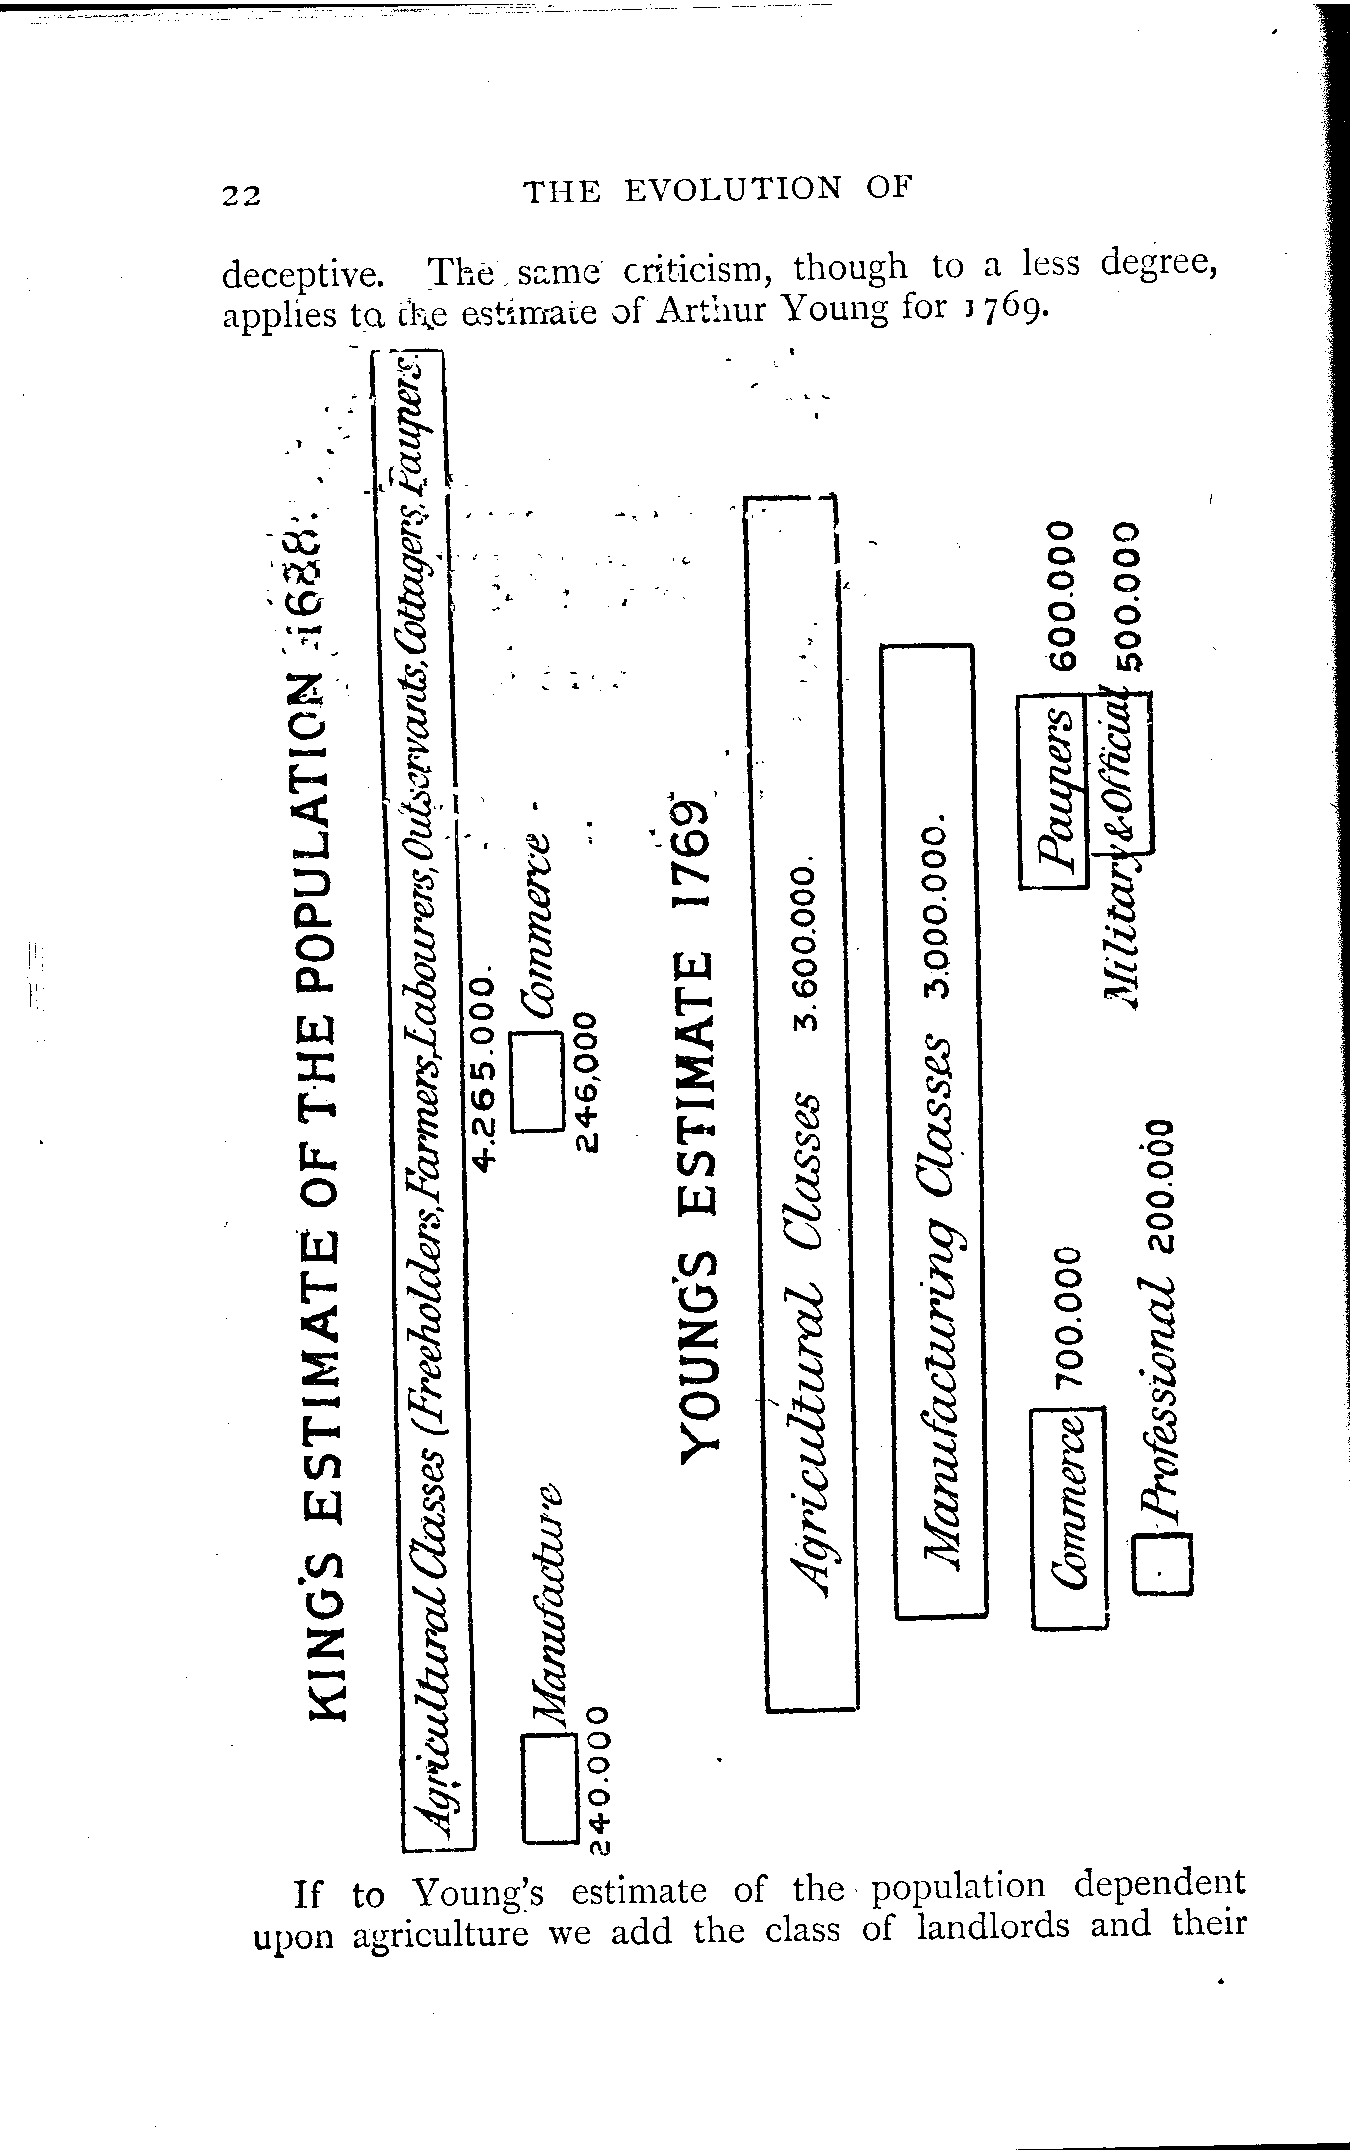 22 THE EVOLUTION OF
deceptive. The same criticism, though to a less degree,
applies to the estimate of Arthur Young for 1769.
KING'S ESTIMATE OF THE POPULATION 1688.
Agricultural Classes (Freeholders, Farmers, Labourers, Outservants, Cottagers, Paupers.
4.265.000.
Manufacture
240.000
Commerce
246,000
YOUNG'S ESTIMATE 1769
Agricultural Classes 3.600.000.
Manufacturing Classes 3.000.000.
Commerce 700.000
Paupers 600.000
Military & Official 500.000
Professional 200.000
If to Young's estimate of the population dependent
upon agriculture we add the class of landlords and their